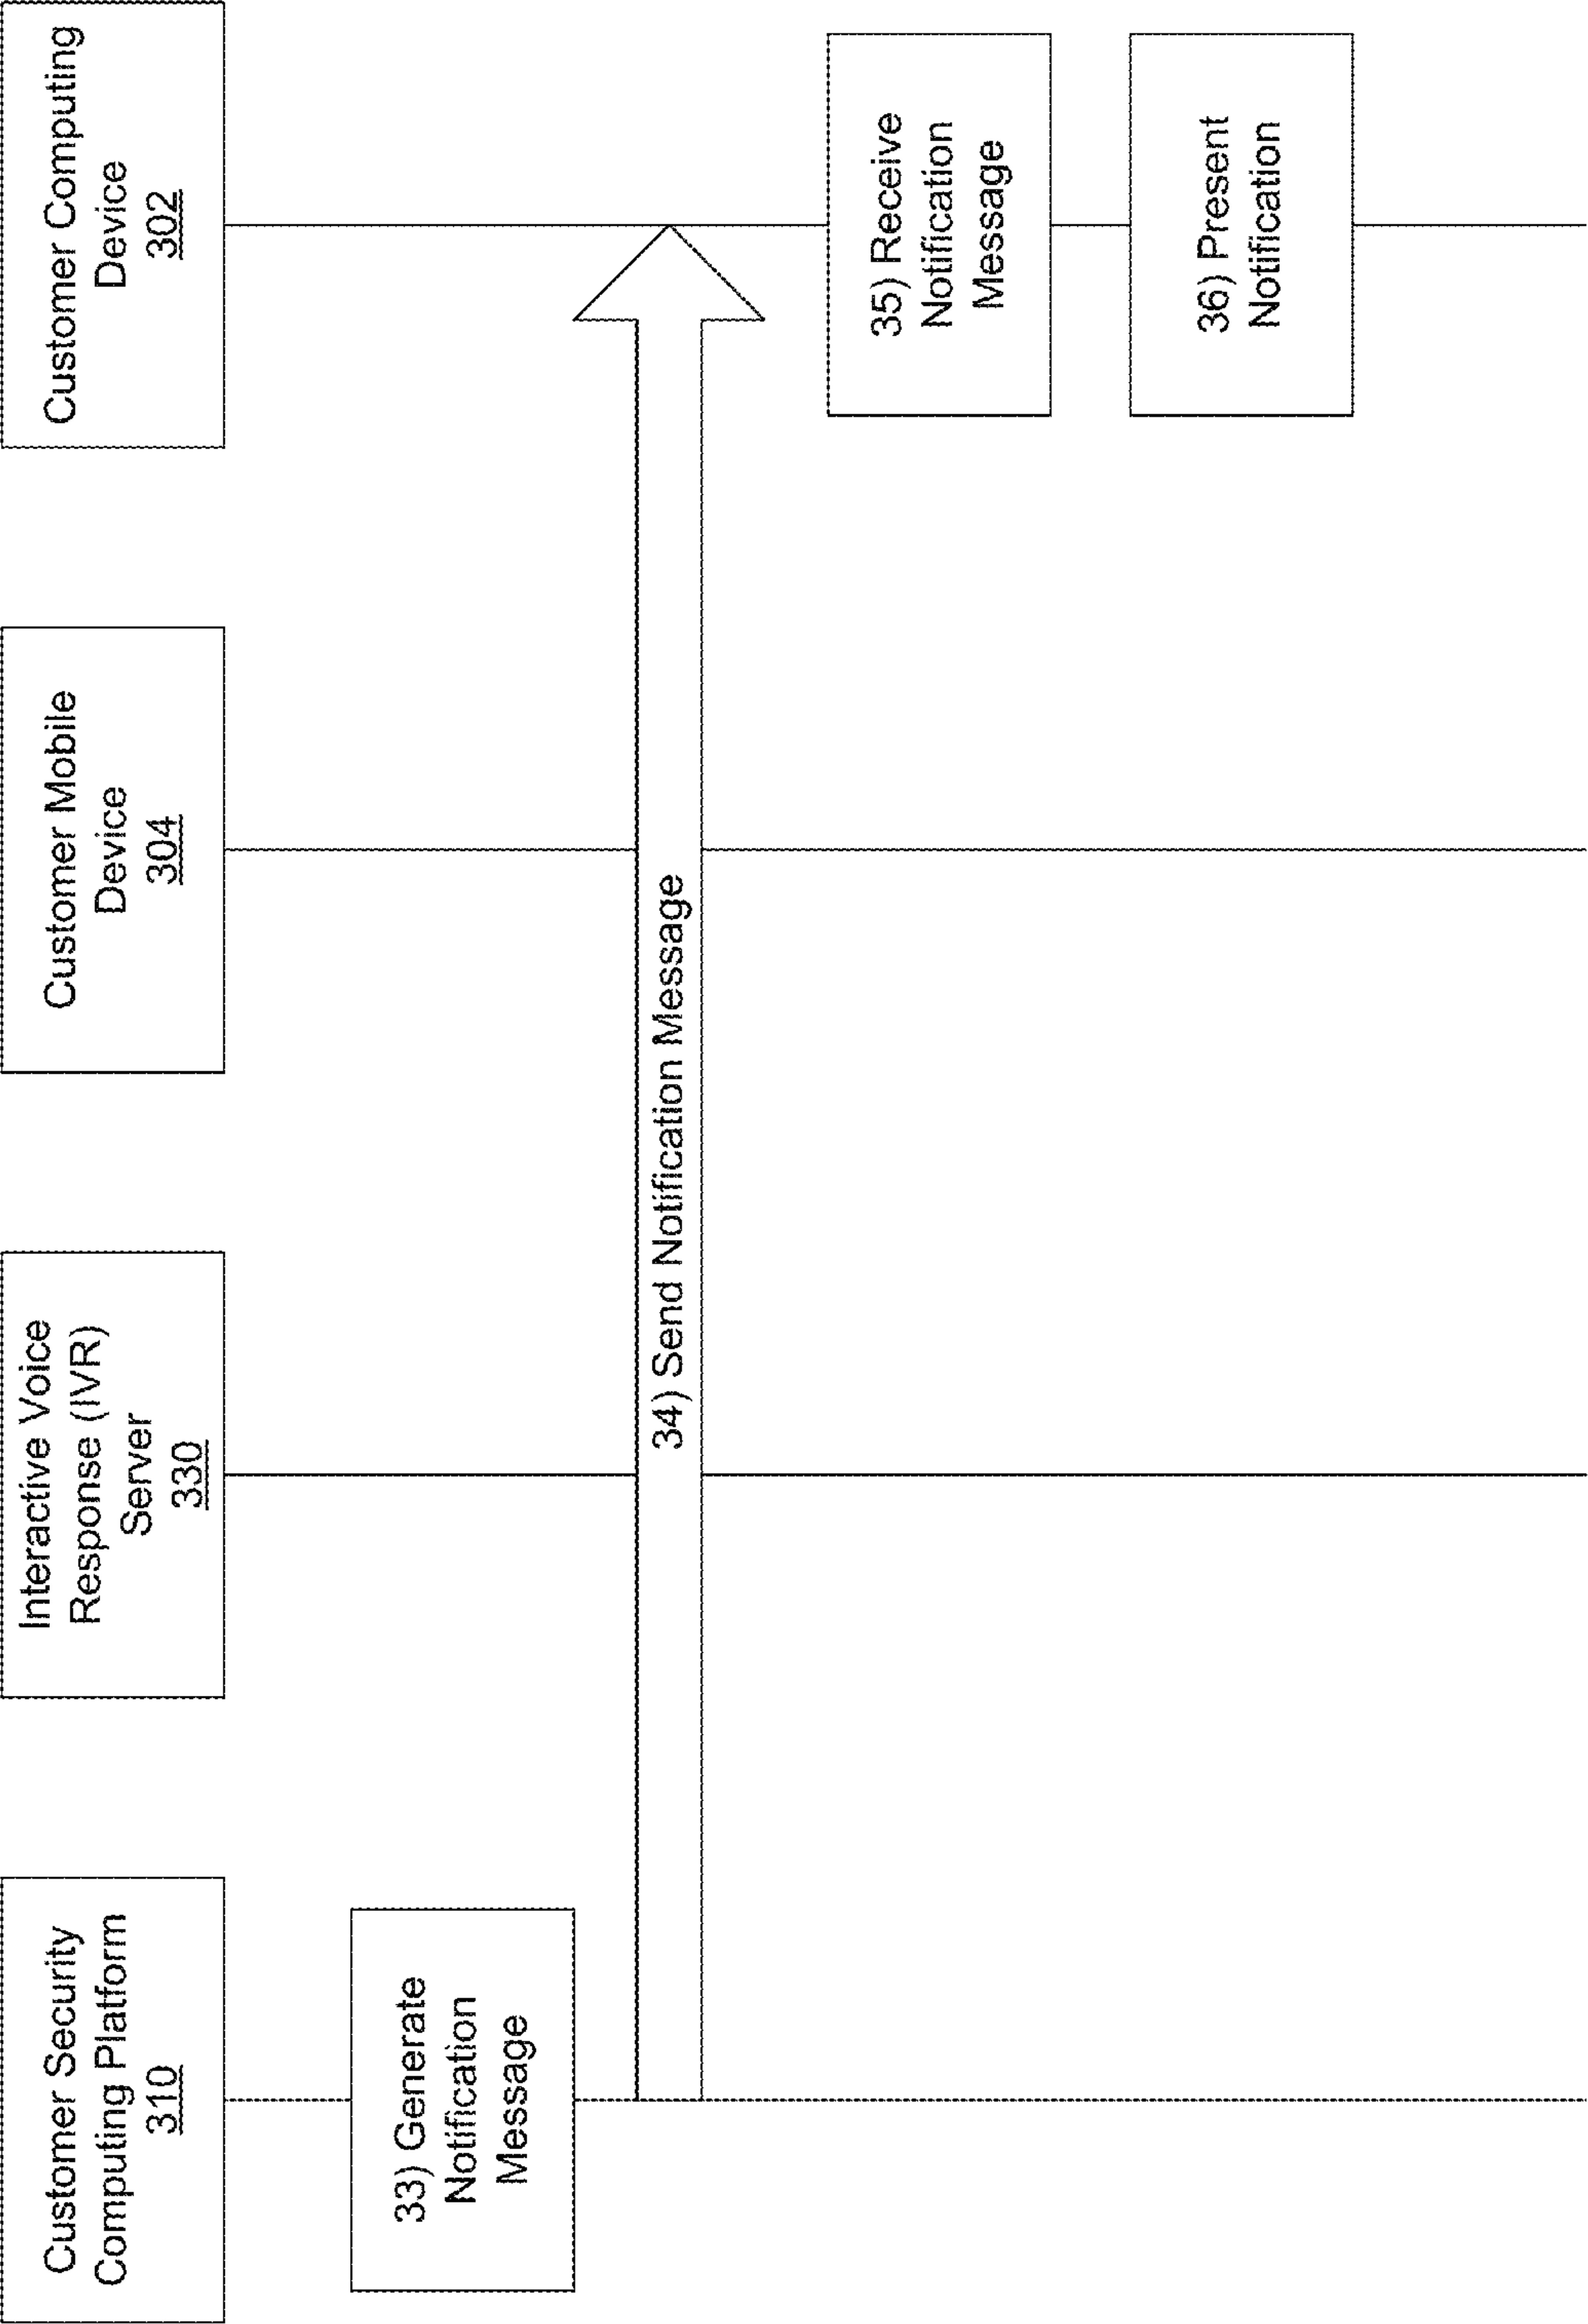 Customer Security
Computing Platform
310
Interactive Voice
Response (IVR)
Server
330
Customer Mobile
Device
304
Customer Computing
Device
302
33) Generate
Notification
Message
34) Send Notification Message
35) Receive
Notification
Message
36) Present
Notification